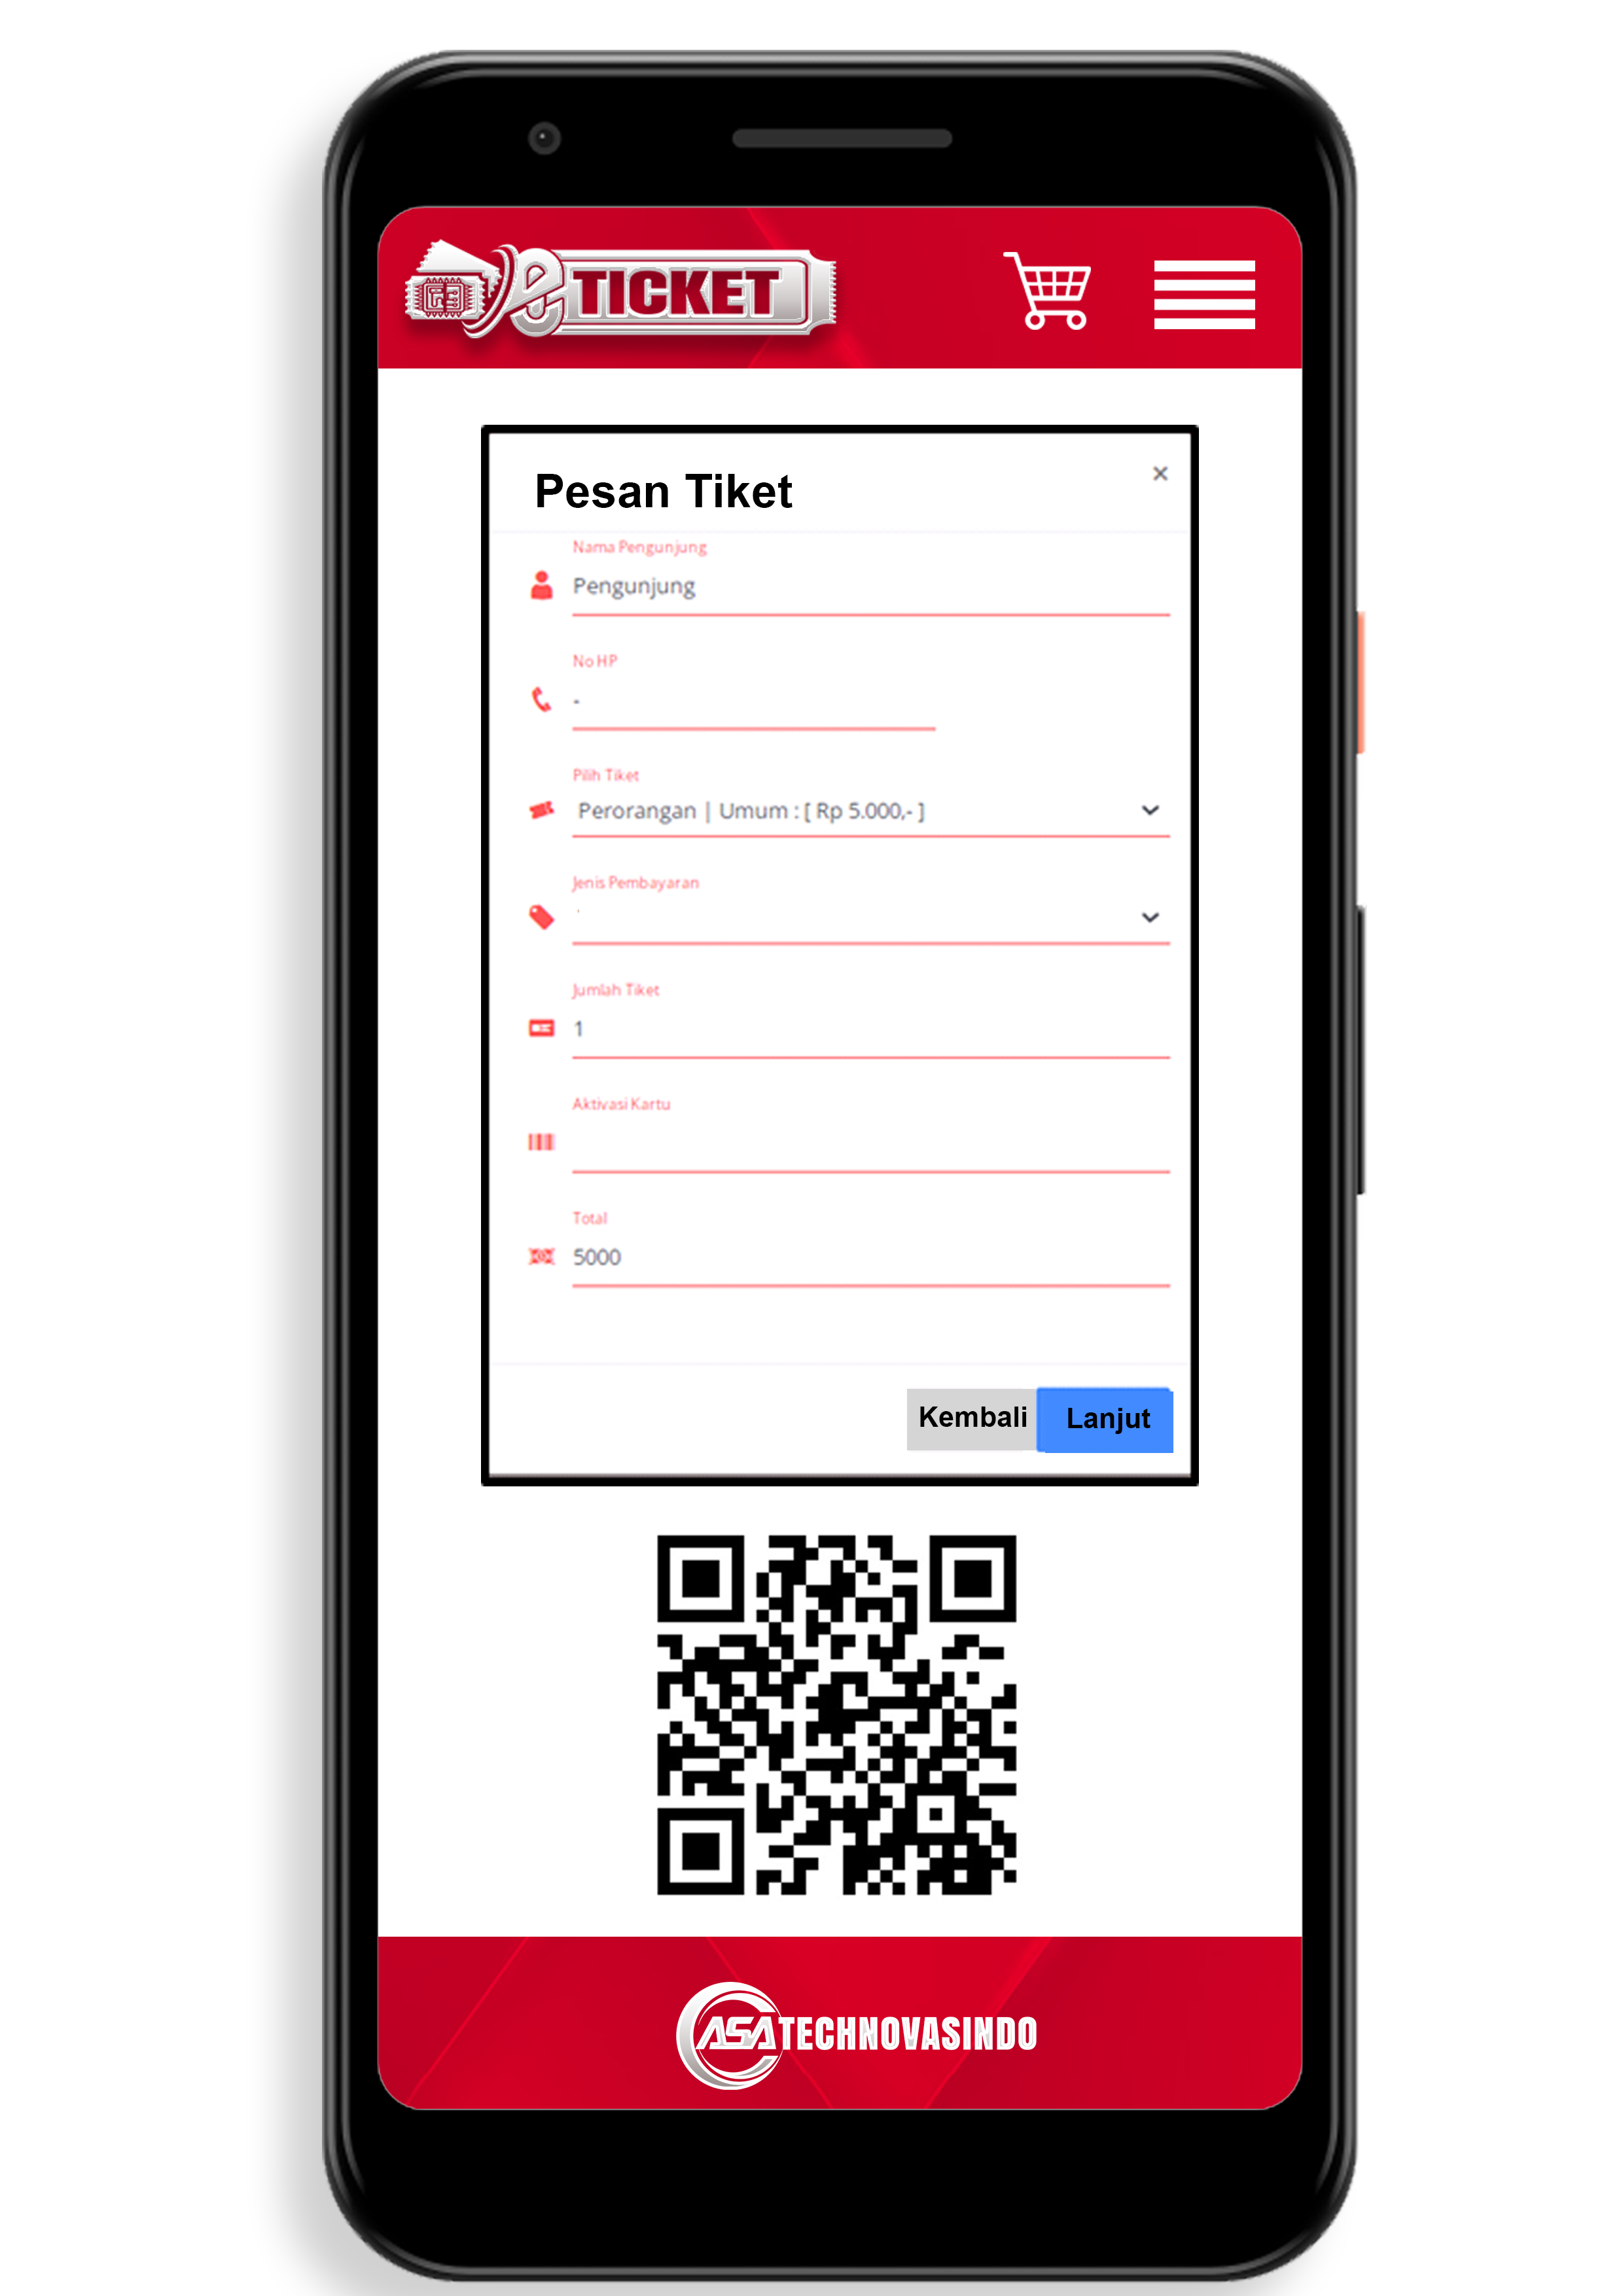 e TICKET
Pesan Tiket
×
Nama Pengunjung
Pengunjung
No HP
-
Pilih Tiket
Perorangan | Umum : [ Rp 5.000,- ]
Jenis Pembayaran
Jumlah Tiket
1
Aktivasi Kartu
Total
5000
Kembali
Lanjut
ASA TECHNOVASINDO